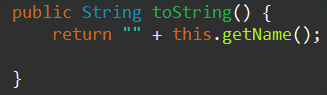 public String toString() {
return "" + this.getName();
}